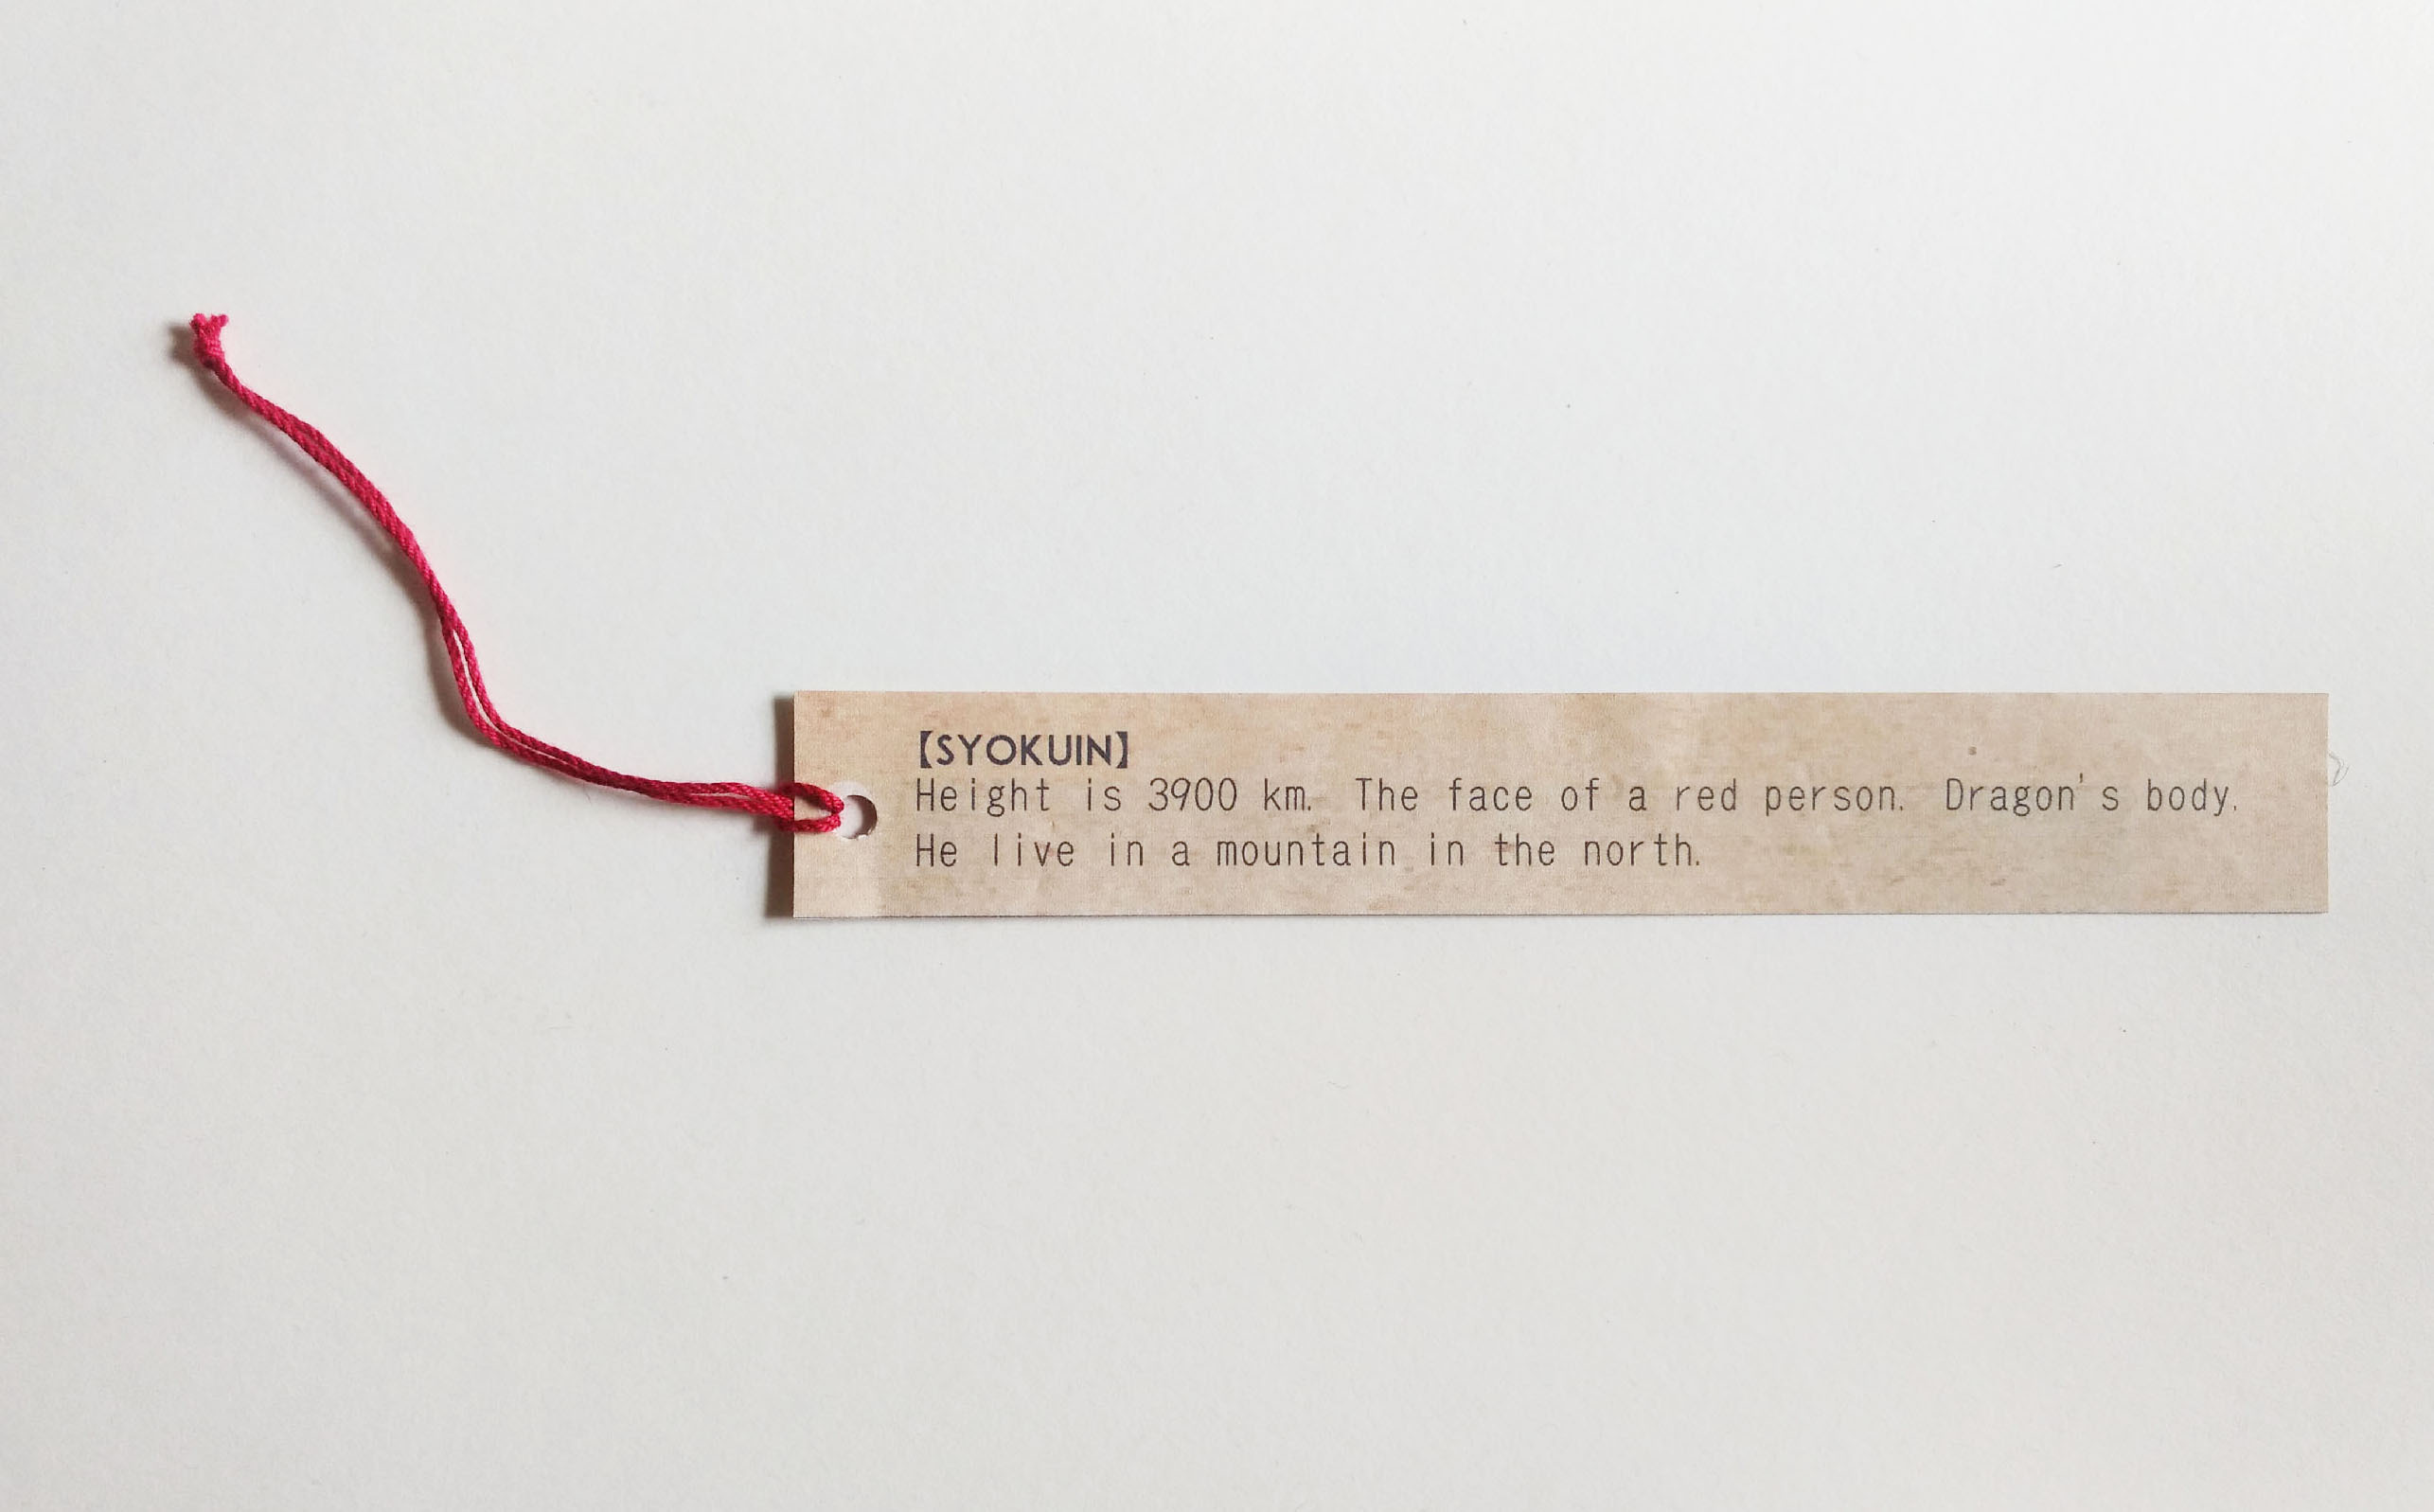 【SYOKUIN】
Height is 3900 km. The face of a red person. Dragon's body.
He live in a mountain in the north.